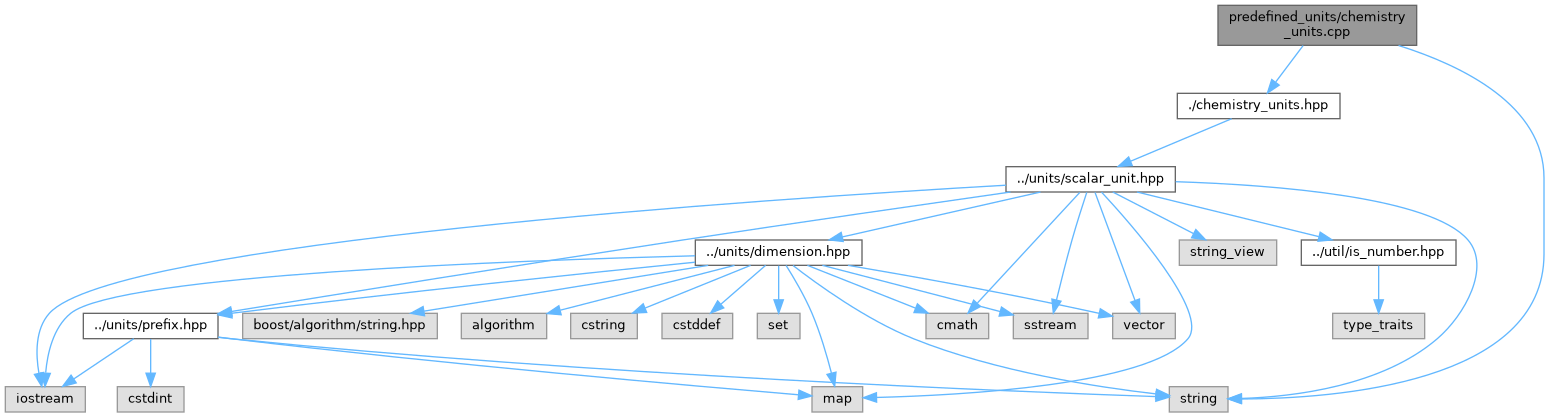 predefined_units/chemistry
_units.cpp
./chemistry_units.hpp
../units/scalar_unit.hpp
../units/dimension.hpp
string_view
../util/is_number.hpp
../units/prefix.hpp
boost/algorithm/string.hpp
algorithm
cstring
cstddef
set
cmath
sstream
vector
type_traits
iostream
cstdint
map
string